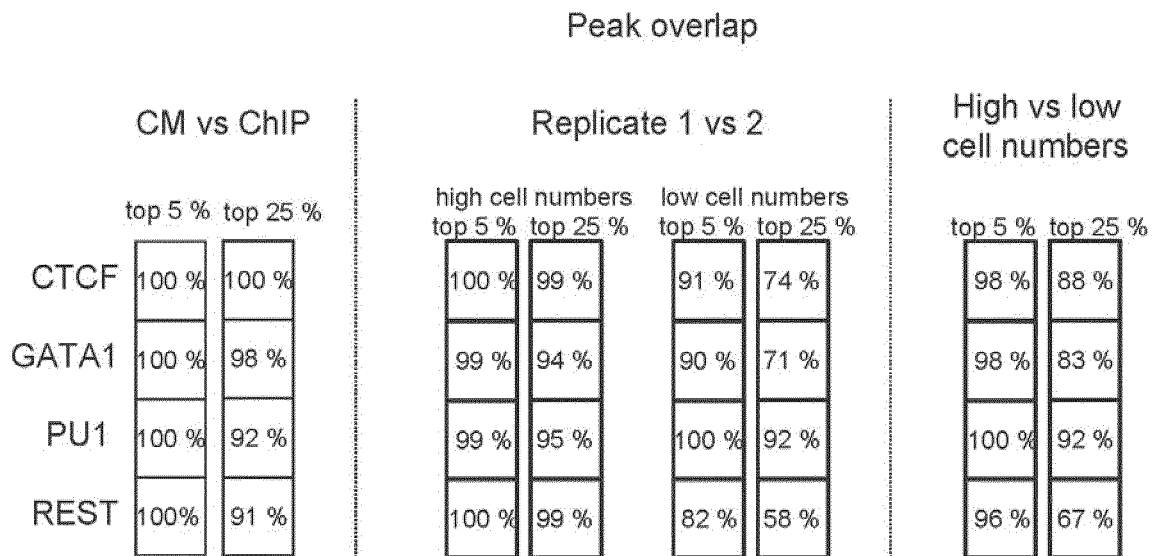 Peak overlap
CM vs ChIP
Replicate 1 vs 2
High vs low
cell numbers
high cell numbers
low cell numbers
top 5 % top 25 %
top 5 % top 25 %
top 5 % top 25 %
top 5 % top 25 %
CTCF 100 % 100 % 100 % 99 % 91 % 74 % 98 % 88 %
GATA1 100 % 98 % 99 % 94 % 90 % 71 % 98 % 83 %
PU1 100 % 92 % 99 % 95 % 100 % 92 % 100 % 92 %
REST 100% 91 % 100 % 99 % 82 % 58 % 96 % 67 %